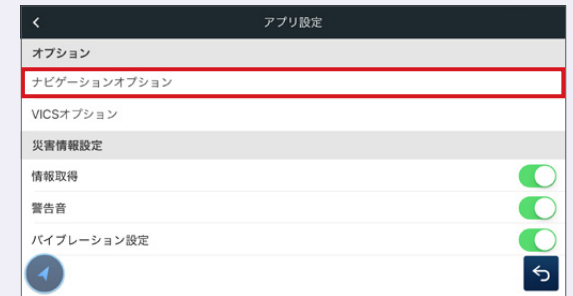 アプリ設定
オプション
ナビゲーションオプション
VICSオプション
災害情報設定
情報取得
警告音
バイブレーション設定